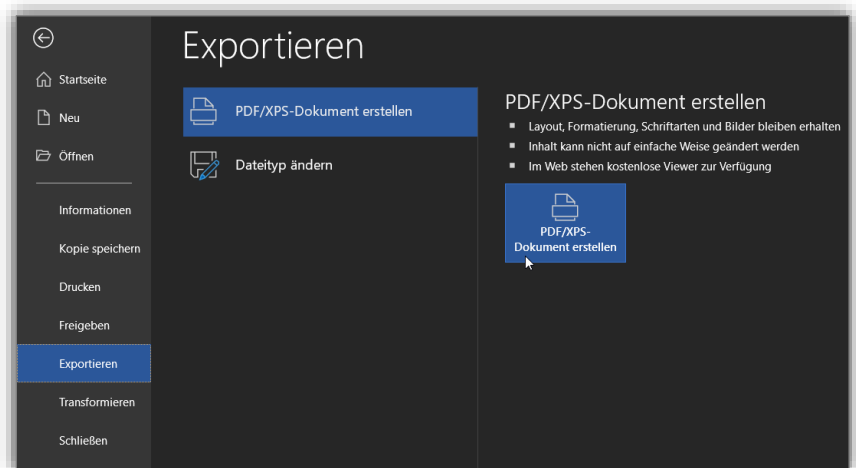 Exportieren
Startseite
Neu
Öffnen
Informationen
Kopie speichern
Drucken
Freigeben
Exportieren
Transformieren
Schließen
PDF/XPS-Dokument erstellen
Dateityp ändern
PDF/XPS-Dokument erstellen
Layout, Formatierung, Schriftarten und Bilder bleiben erhalten
Inhalt kann nicht auf einfache Weise geändert werden
Im Web stehen kostenlose Viewer zur Verfügung
PDF/XPS-
Dokument erstellen